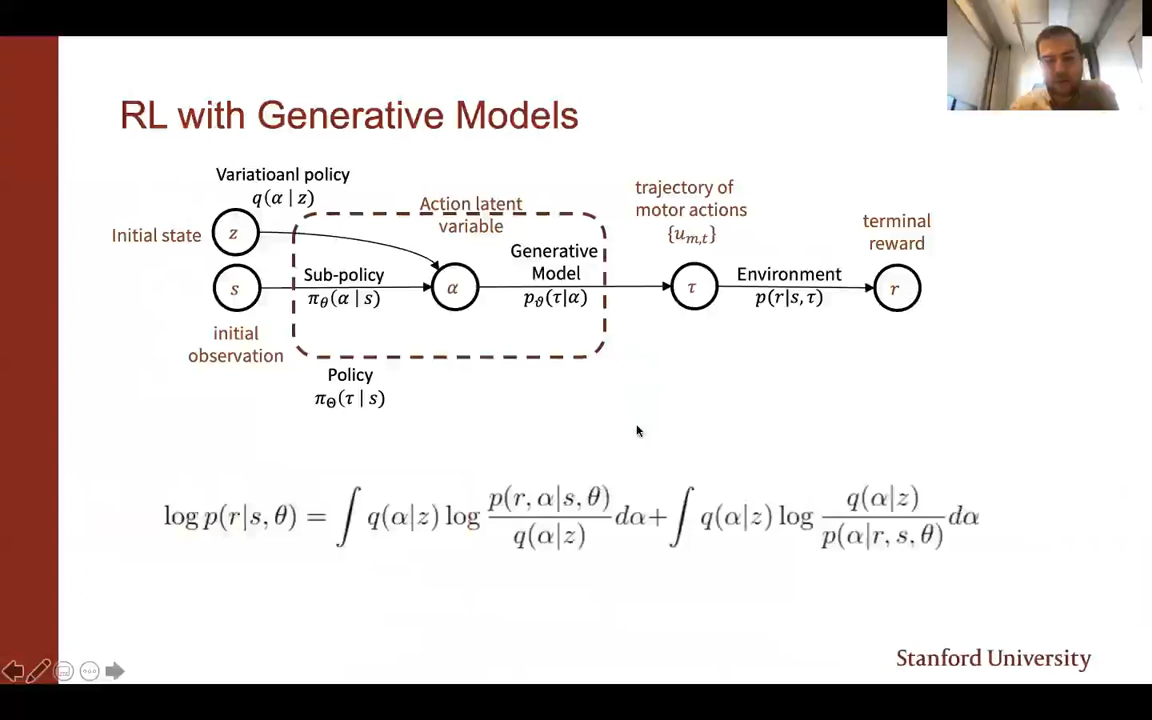 RL with Generative Models
Variatioanl policy
q(α | z)
Initial state
z
s
initial
observation
Sub-policy
π_θ(α | s)
Action latent
variable
α
Generative
Model
p_ϑ(τ|α)
Policy
π_Θ(τ | s)
trajectory of
motor actions
{u_{m,t}}
τ
Environment
p(r|s, τ)
terminal
reward
r
log p(r|s, θ) = ∫ q(α|z) log p(r, α|s, θ) / q(α|z) dα + ∫ q(α|z) log q(α|z) / p(α|r, s, θ) dα
Stanford University